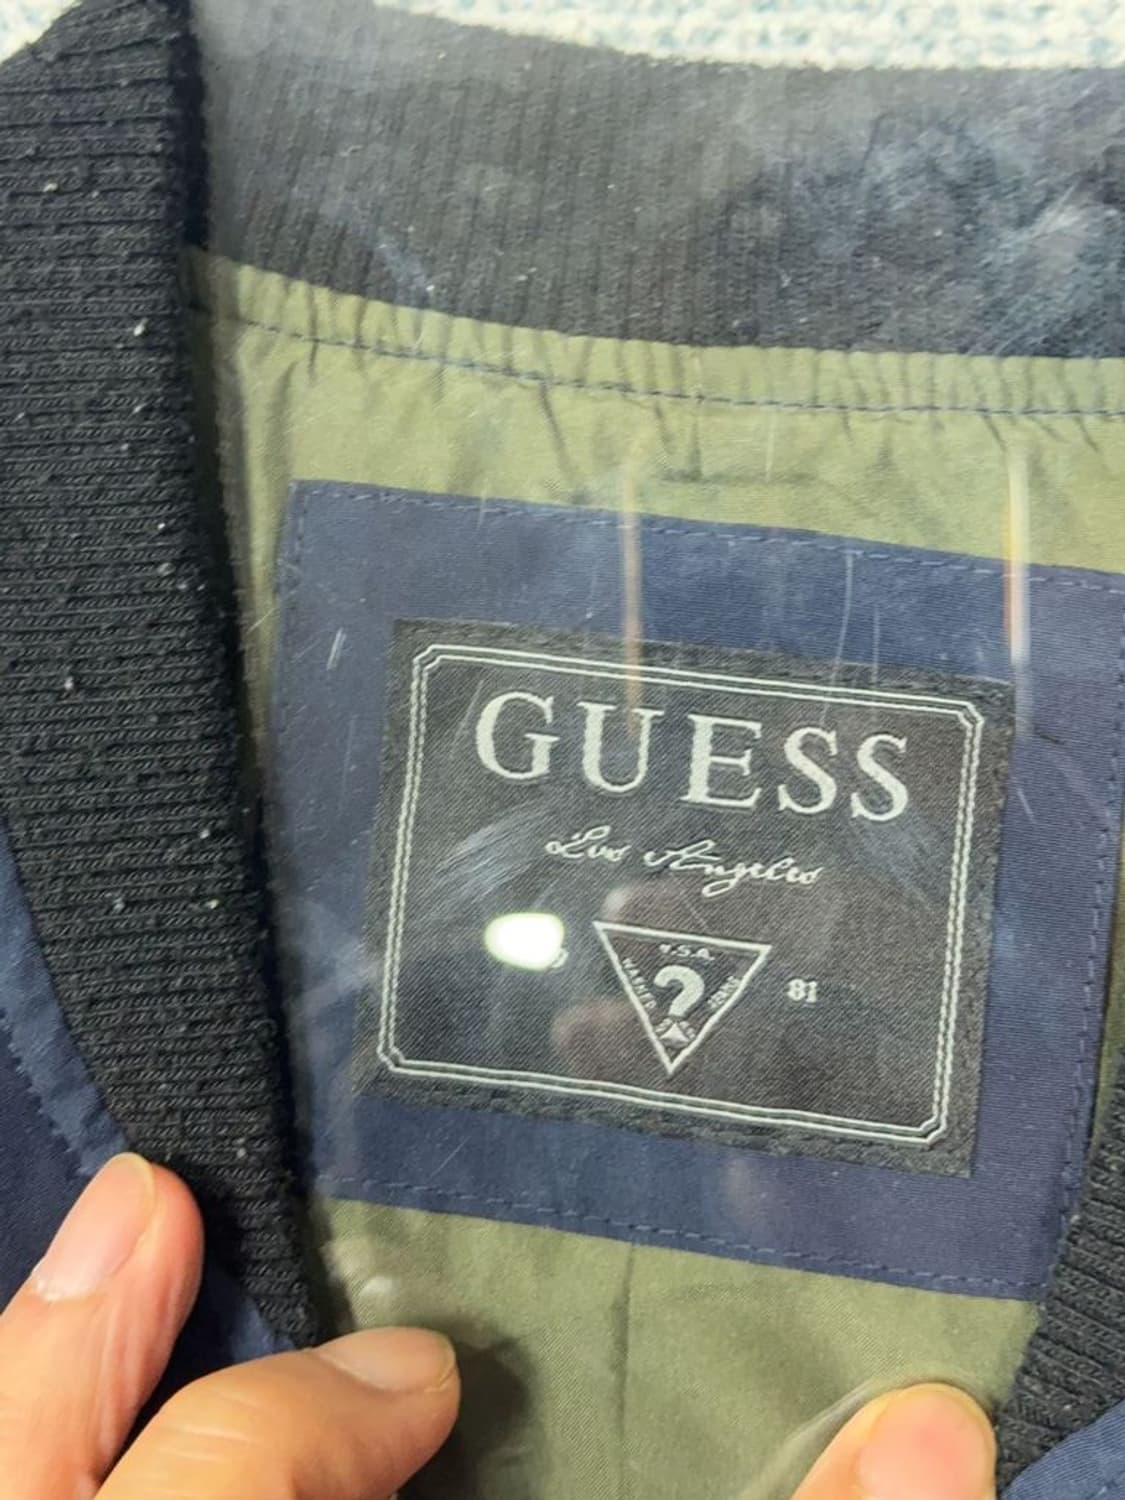 GUESS
Los Angeles
U.S.A.
?
81